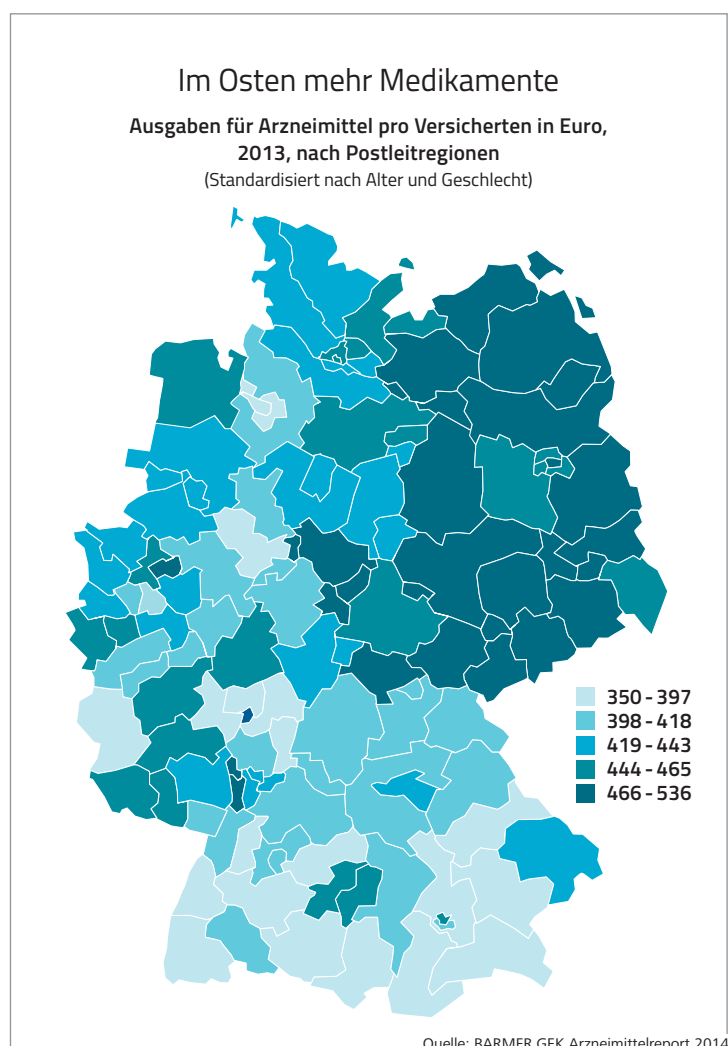 Im Osten mehr Medikamente
Ausgaben für Arzneimittel pro Versicherten in Euro,
2013, nach Postleitregionen
(Standardisiert nach Alter und Geschlecht)
350 - 397
398 - 418
419 - 443
444 - 465
466 - 536
Quelle: BARMER GEK Arzneimittelreport 2014